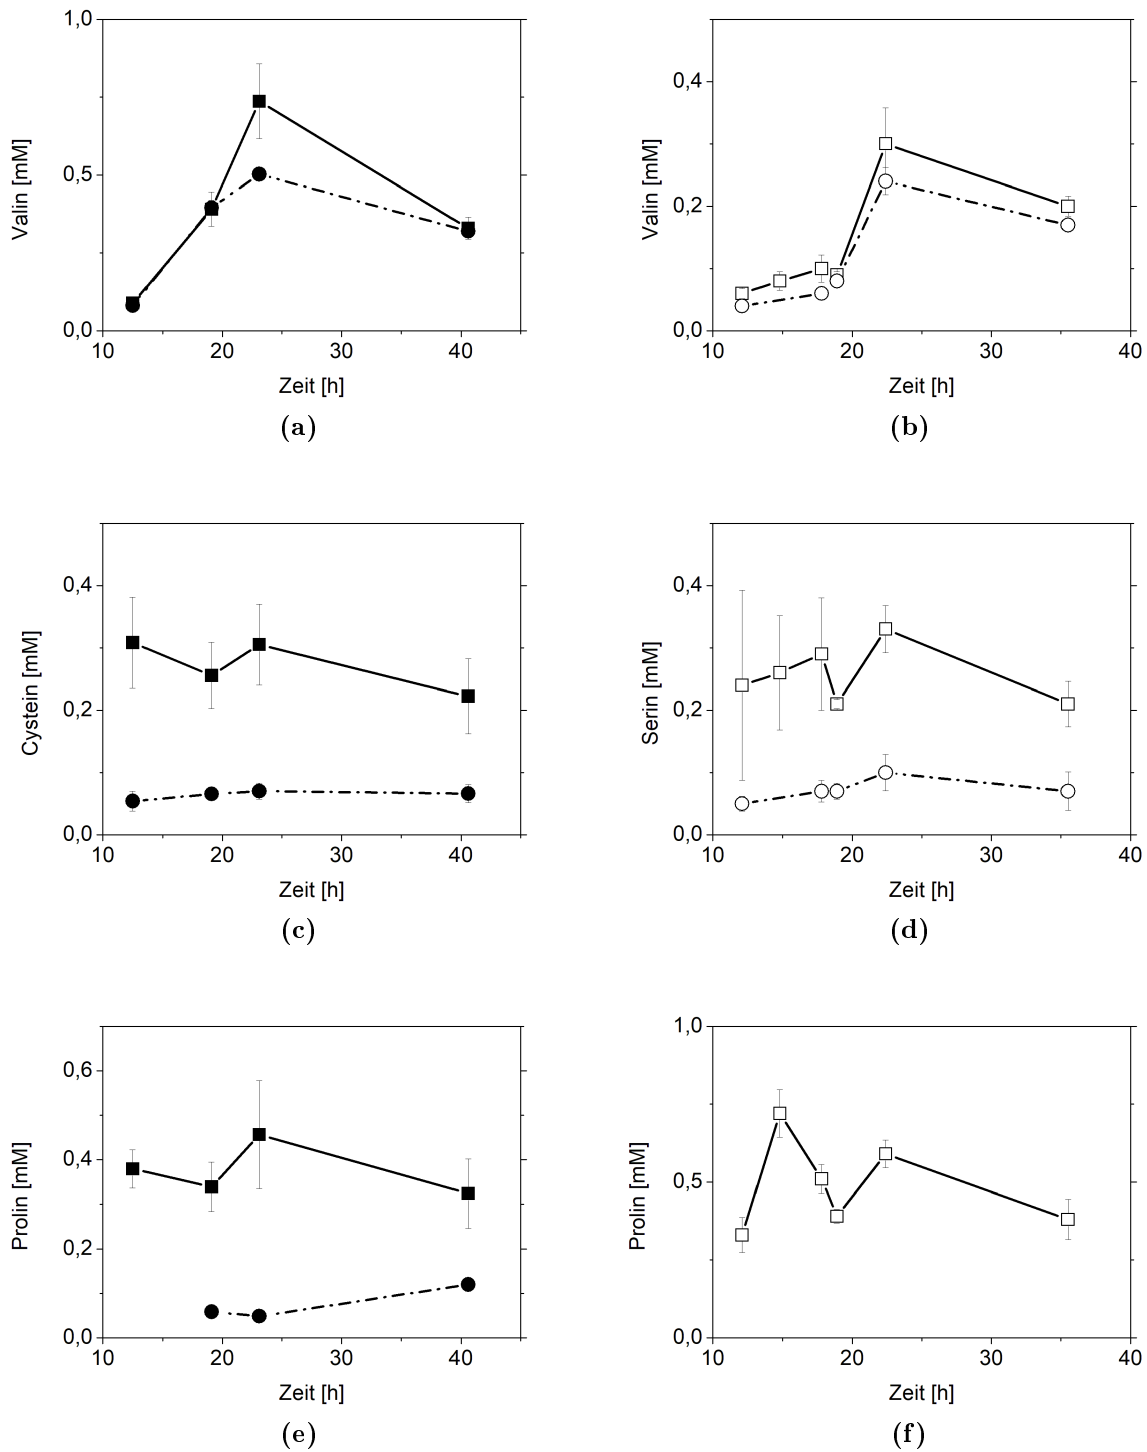 1,0
0,5
0,0
Valin [mM]
10 20 30 40
Zeit [h]
(a)
0,4
0,2
0,0
Valin [mM]
10 20 30 40
Zeit [h]
(b)
0,4
0,2
0,0
Cystein [mM]
10 20 30 40
Zeit [h]
(c)
0,4
0,2
0,0
Serin [mM]
10 20 30 40
Zeit [h]
(d)
0,6
0,4
0,2
0,0
Prolin [mM]
10 20 30 40
Zeit [h]
(e)
1,0
0,5
0,0
Prolin [mM]
10 20 30 40
Zeit [h]
(f)